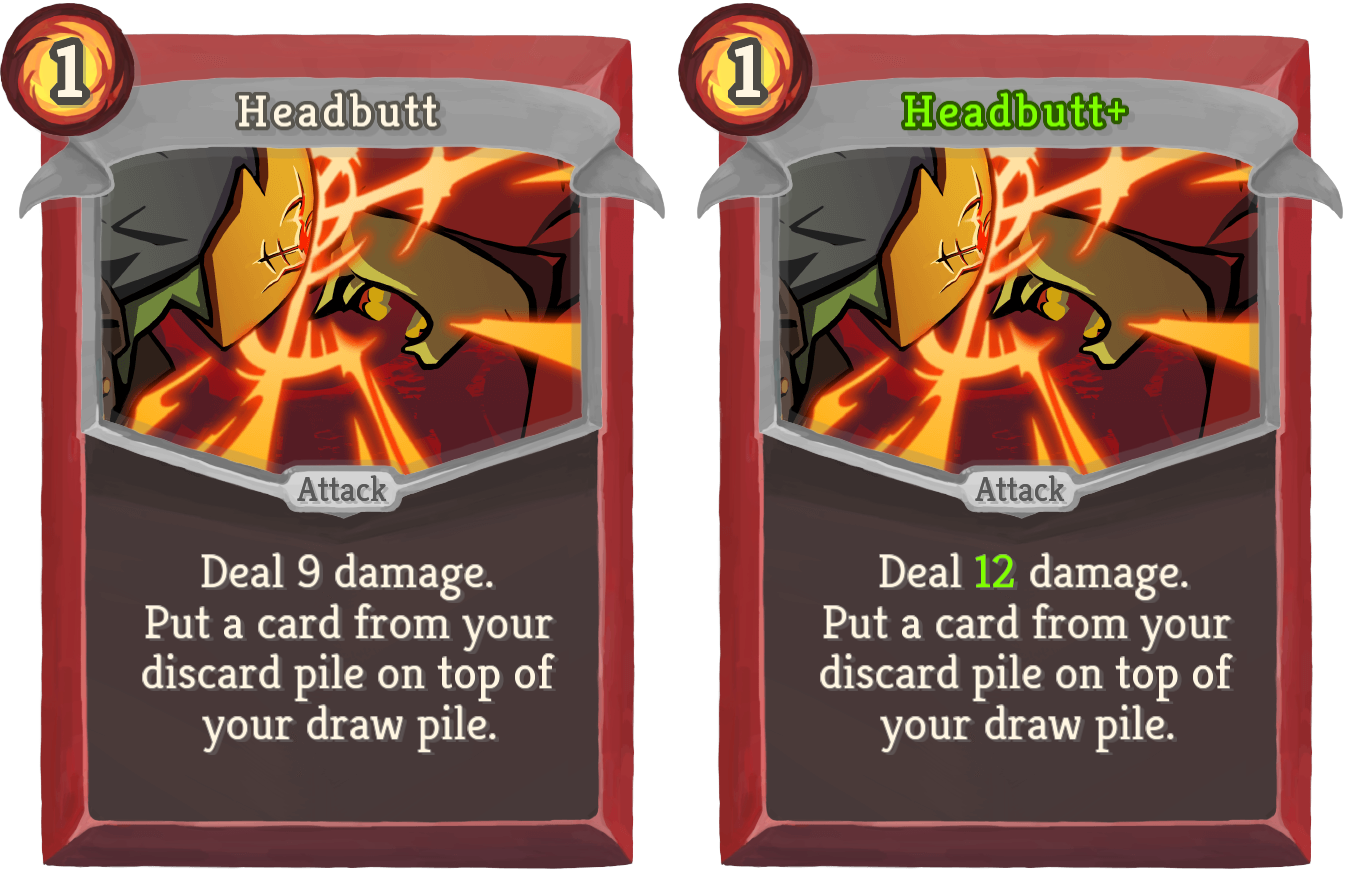 1
Headbutt
Attack
Deal 9 damage.
Put a card from your
discard pile on top of
your draw pile.
1
Headbutt+
Attack
Deal 12 damage.
Put a card from your
discard pile on top of
your draw pile.